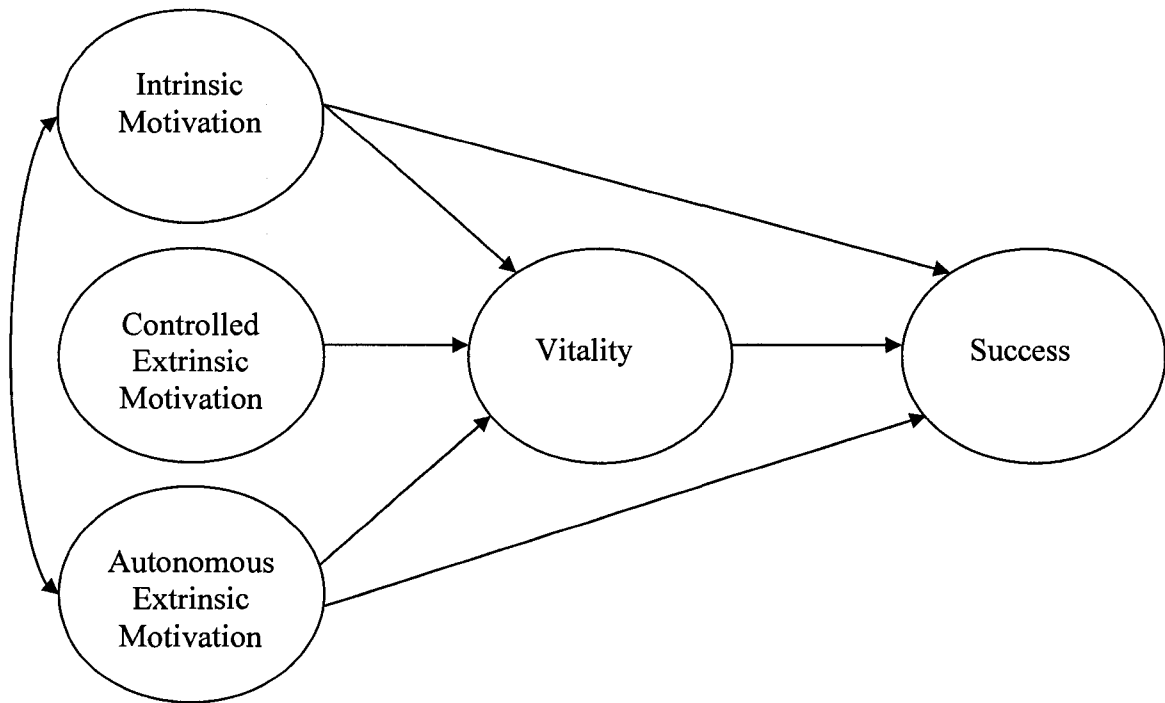 Intrinsic
Motivation
Controlled
Extrinsic
Motivation
Vitality
Success
Autonomous
Extrinsic
Motivation